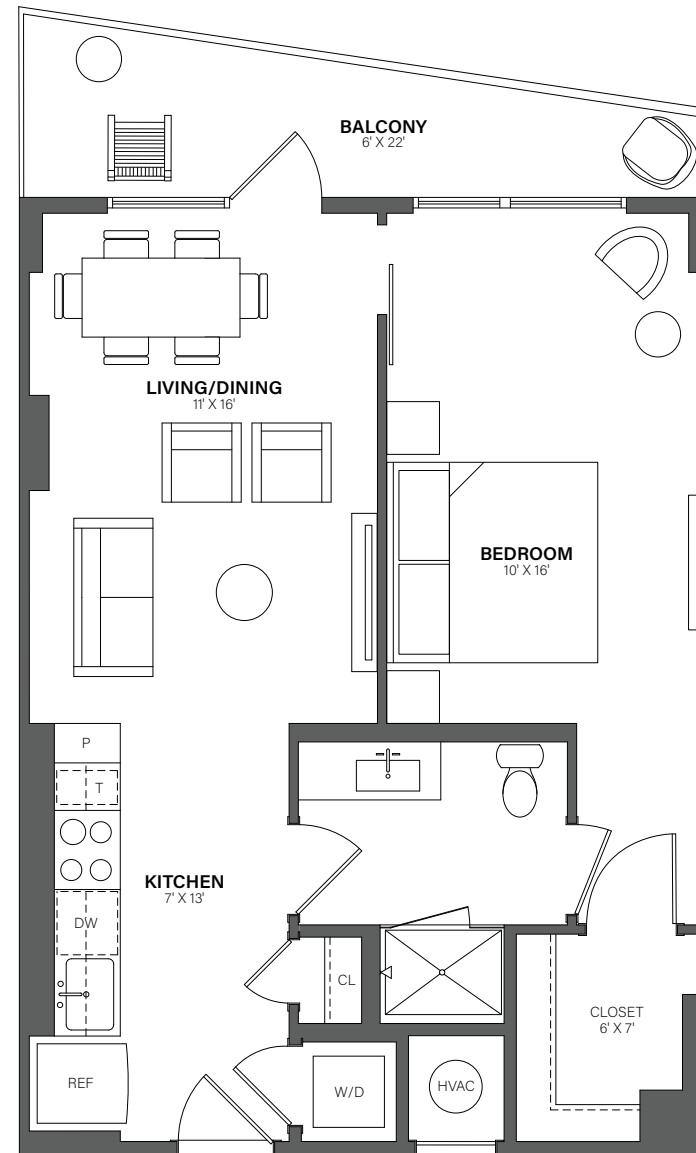 BALCONY
6' X 22'
LIVING/DINING
11' X 16'
BEDROOM
10' X 16'
P
T
KITCHEN
7' X 13'
DW
CL
CLOSET
6' X 7'
REF
W/D
HVAC